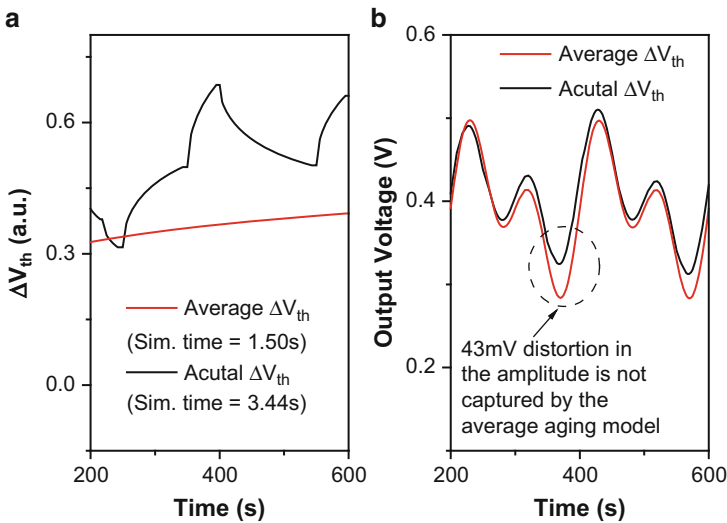 a
ΔVth (a.u.)
0.6
0.3
0.0
Average ΔVth
(Sim. time = 1.50s)
Acutal ΔVth
(Sim. time = 3.44s)
200 400 600
Time (s)
b
Output Voltage (V)
0.6
0.4
0.2
Average ΔVth
Acutal ΔVth
43mV distortion in
the amplitude is not
captured by the
average aging model
200 400 600
Time (s)